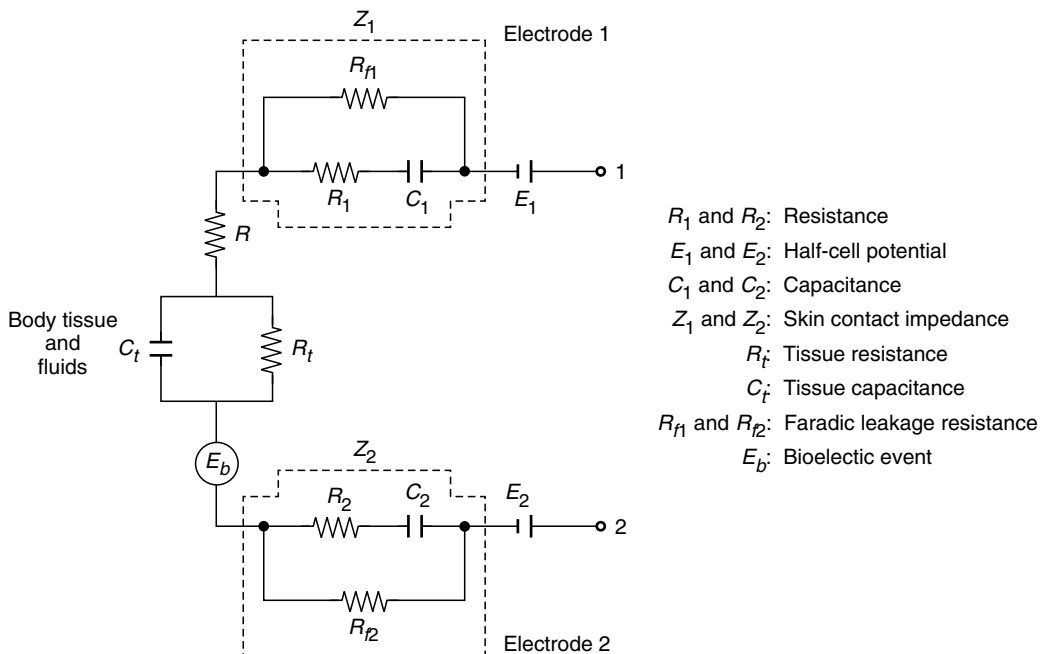 Z1
Electrode 1
Rf1
R1
C1
E1
1
R
Body tissue
and
fluids
Ct
Rt
Eb
Z2
R2
C2
E2
2
Rf2
Electrode 2
R1 and R2: Resistance
E1 and E2: Half-cell potential
C1 and C2: Capacitance
Z1 and Z2: Skin contact impedance
Rt: Tissue resistance
Ct: Tissue capacitance
Rf1 and Rf2: Faradic leakage resistance
Eb: Bioelectic event